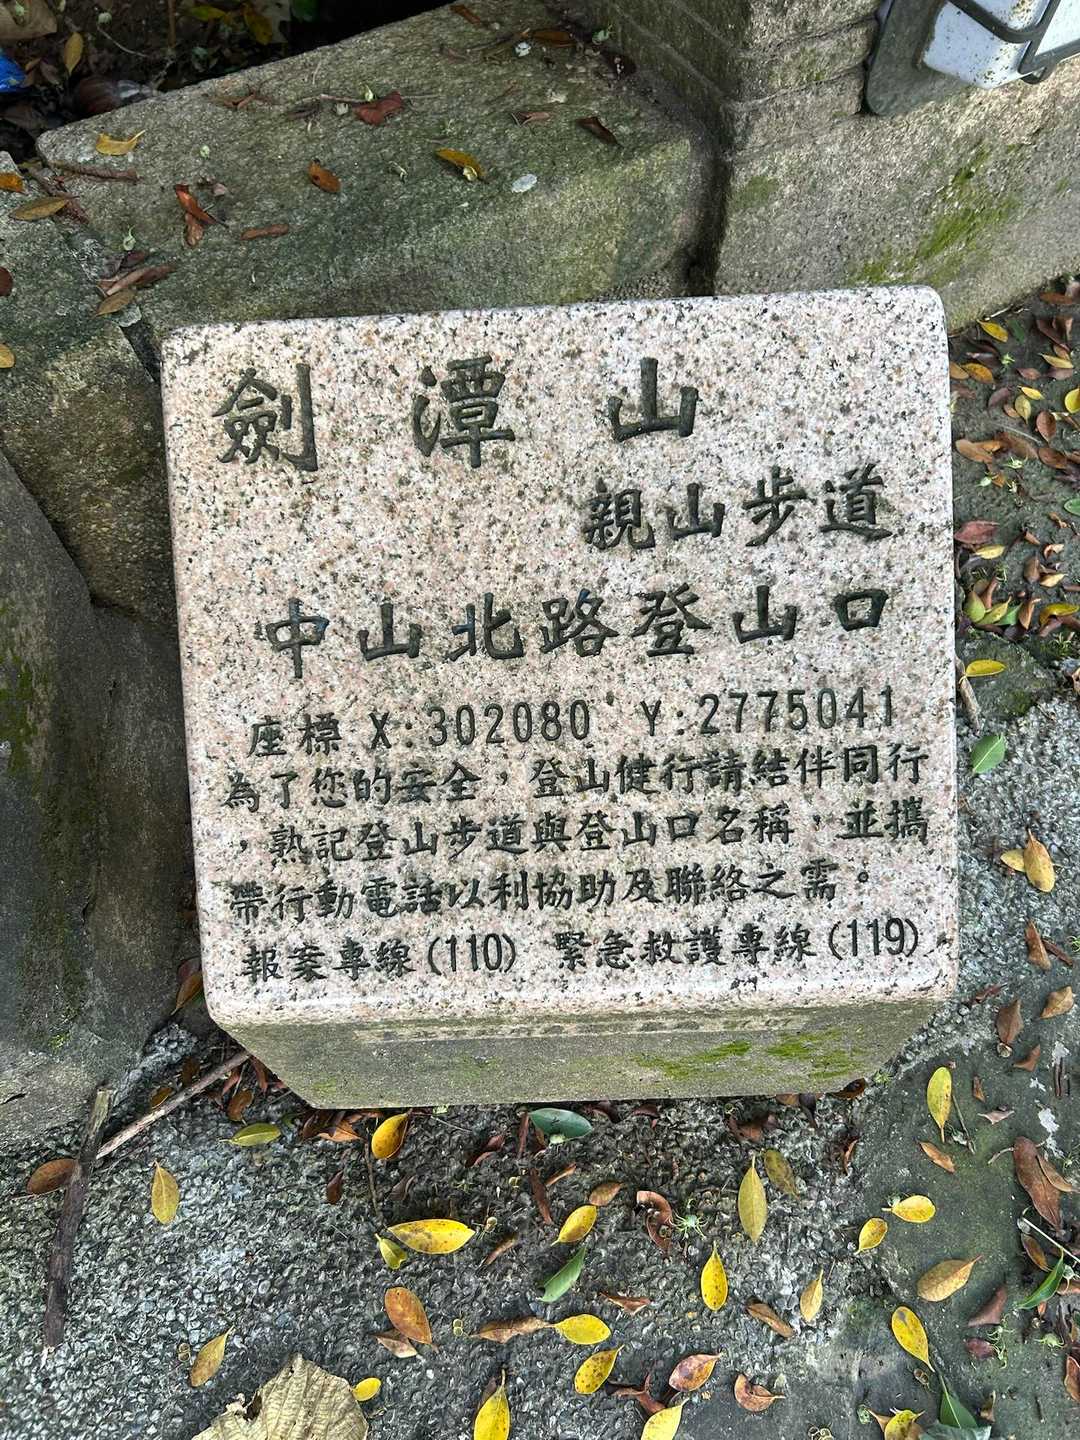 劍潭山
親山步道
中山北路登山口
座標 X:302080 Y:2775041
為了您的安全，登山健行請結伴同行
，熟記登山步道與登山口名稱，並攜
帶行動電話以利協助及聯絡之需。
報案專線(110) 緊急救護專線(119)